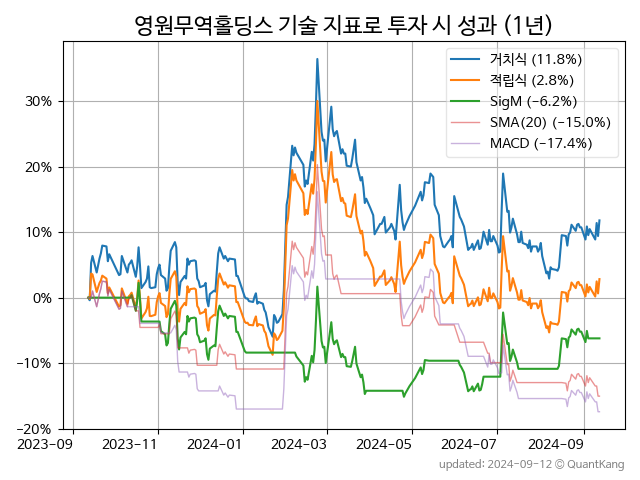 영원무역홀딩스 기술 지표로 투자 시 성과 (1년)
거치식 (11.8%)
적립식 (2.8%)
SigM (−6.2%)
SMA(20) (−15.0%)
MACD (−17.4%)
30%
20%
10%
0%
−10%
−20%
2023-09 2023-11 2024-01 2024-03 2024-05 2024-07 2024-09
updated: 2024-09-12 ⓒ QuantKang